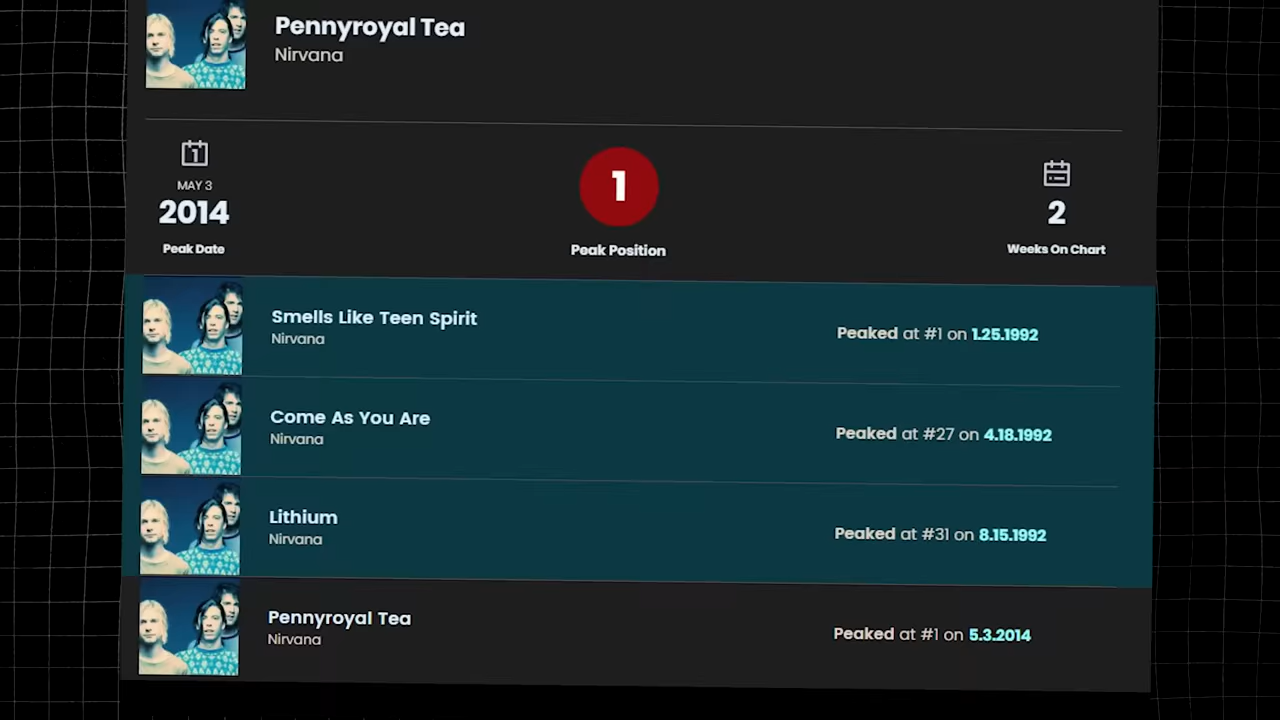 Pennyroyal Tea
Nirvana
1
MAY 3
2014
Peak Date
1
Peak Position
2
Weeks On Chart
Smells Like Teen Spirit
Nirvana
Peaked at #1 on 1.25.1992
Come As You Are
Nirvana
Peaked at #27 on 4.18.1992
Lithium
Nirvana
Peaked at #31 on 8.15.1992
Pennyroyal Tea
Nirvana
Peaked at #1 on 5.3.2014